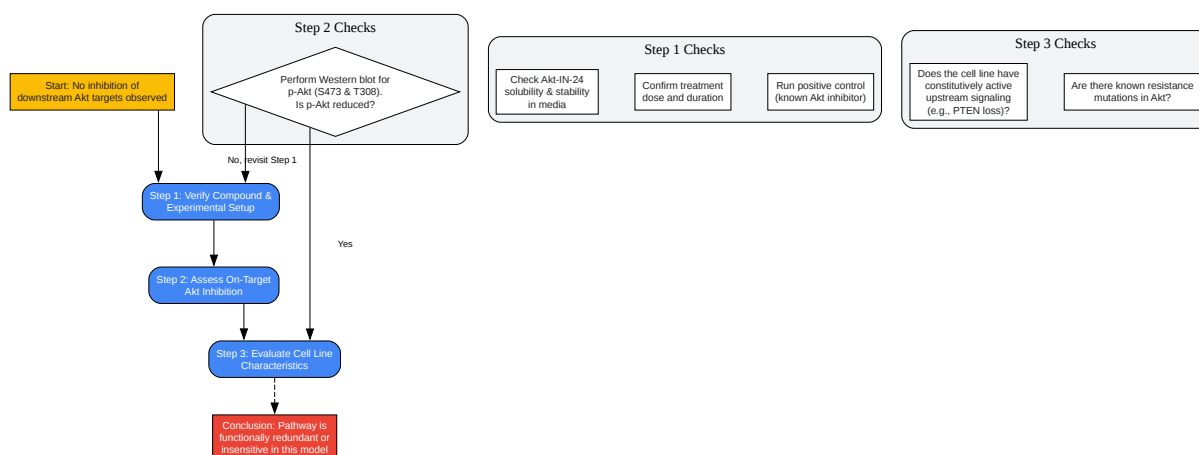 Step 2 Checks
Perform Western blot for
p-Akt (S473 & T308).
Is p-Akt reduced?
Start: No inhibition of
downstream Akt targets observed
Step 1 Checks
Check Akt-IN-24
solubility & stability
in media
Confirm treatment
dose and duration
Run positive control
(known Akt inhibitor)
Step 3 Checks
Does the cell line have
constitutively active
upstream signaling
(e.g., PTEN loss)?
Are there known resistance
mutations in Akt?
No, revisit Step 1
Step 1: Verify Compound &
Experimental Setup
Yes
Step 2: Assess On-Target
Akt Inhibition
Step 3: Evaluate Cell Line
Characteristics
Conclusion: Pathway is
functionally redundant or
insensitive in this model